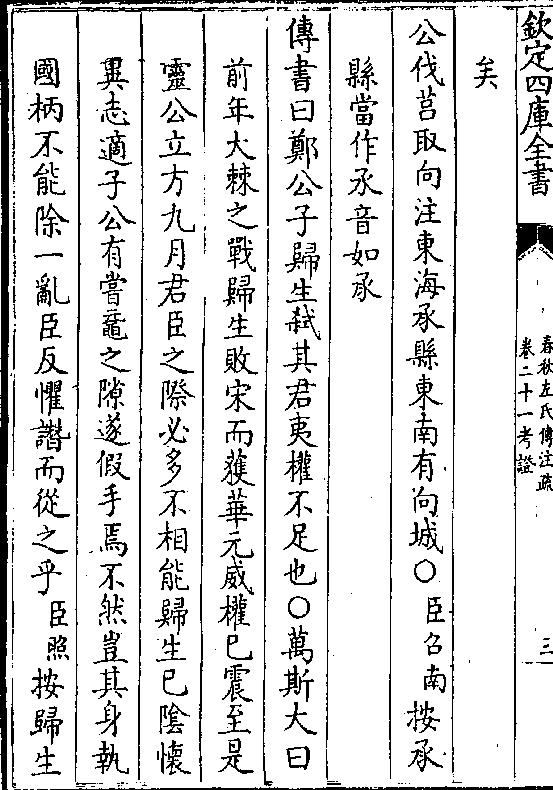 欽定四庫全書
春秋左氏傳注疏
卷二十一考證
三
矣
公伐莒取向注東海承縣東南有向城○臣召南按承
縣當作氶音如承
傳書曰鄭公子歸生弑其君夷權不足也○萬斯大曰
前年大棘之戰歸生敗宋而獲華元威權已震至是
靈公立方九月君臣之際必多不相能歸生已陰懷
異志適子公有嘗黿之隙遂假手焉不然豈其身執
國柄不能除一亂臣反懼譖而從之乎臣照按歸生